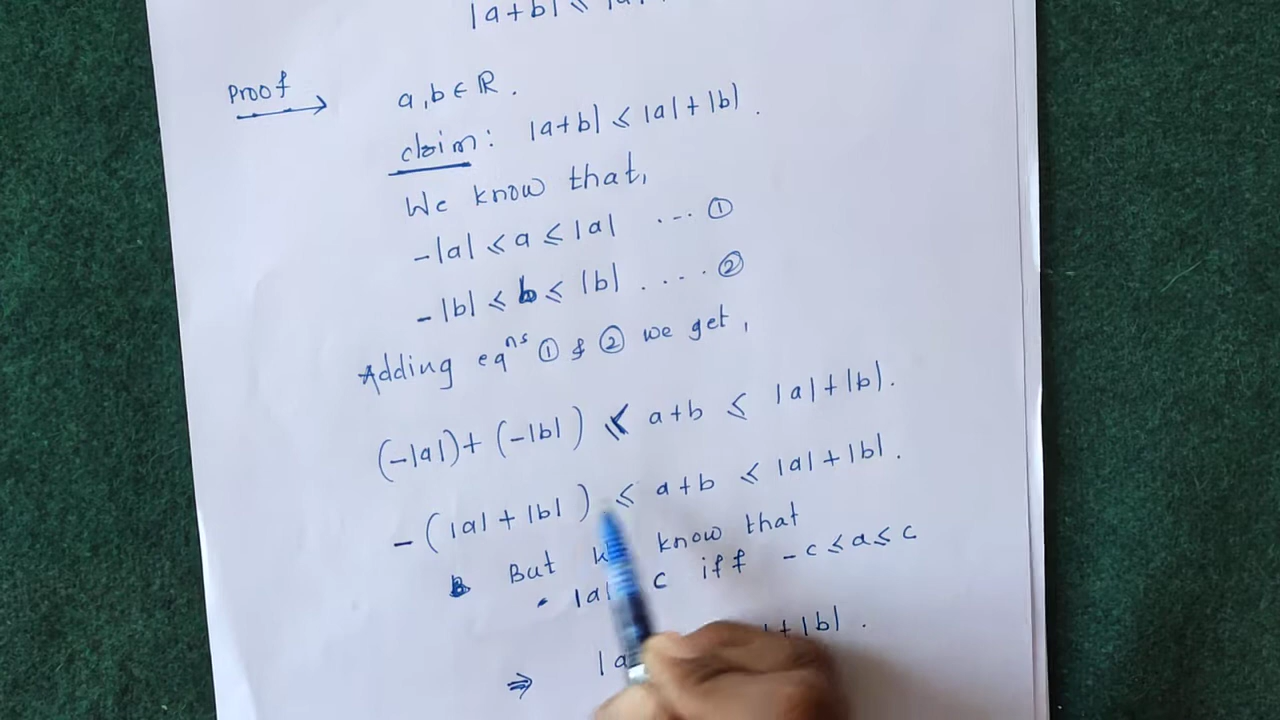 |a+b| ≤ |a|
Proof → a,b ∈ ℝ.
claim: |a+b| ≤ |a| + |b|.
We know that,
-|a| ≤ a ≤ |a| ... ①
-|b| ≤ b ≤ |b| .... ②
Adding eqⁿˢ ① & ② we get,
(-|a|) + (-|b|) ≤ a+b ≤ |a| + |b|.
-(|a| + |b|) ≤ a+b ≤ |a| + |b|.
But know that
|a| c iff -c ≤ a ≤ c
⇒ |a + |b|.